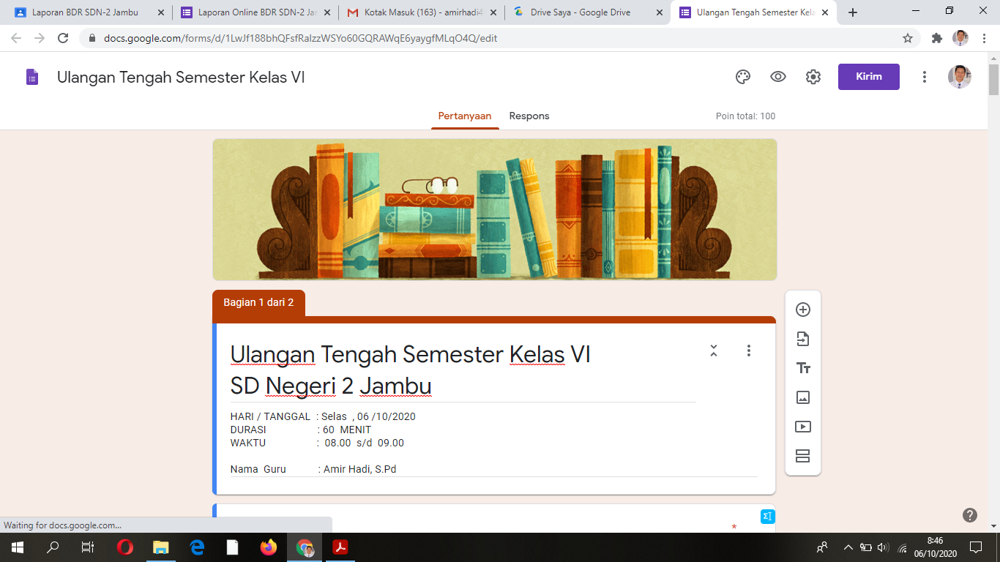 Laporan BDR SDN-2 Jambu
Laporan Online BDR SDN-2 Jam
Kotak Masuk (163) - amirhadi4
Drive Saya - Google Drive
Ulangan Tengah Semester Kela
docs.google.com/forms/d/1LwJf188bhQFsfRaIzzWSYo60GQRAWqE6yaygfMLqO4Q/edit
Ulangan Tengah Semester Kelas VI
Kirim
Pertanyaan
Respons
Poin total: 100
Bagian 1 dari 2
Ulangan Tengah Semester Kelas VI
SD Negeri 2 Jambu
HARI / TANGGAL : Selas , 06 /10/2020
DURASI : 60 MENIT
WAKTU : 08.00 s/d 09.00
Nama Guru : Amir Hadi, S.Pd
*
Waiting for docs.google.com...
8:46
06/10/2020